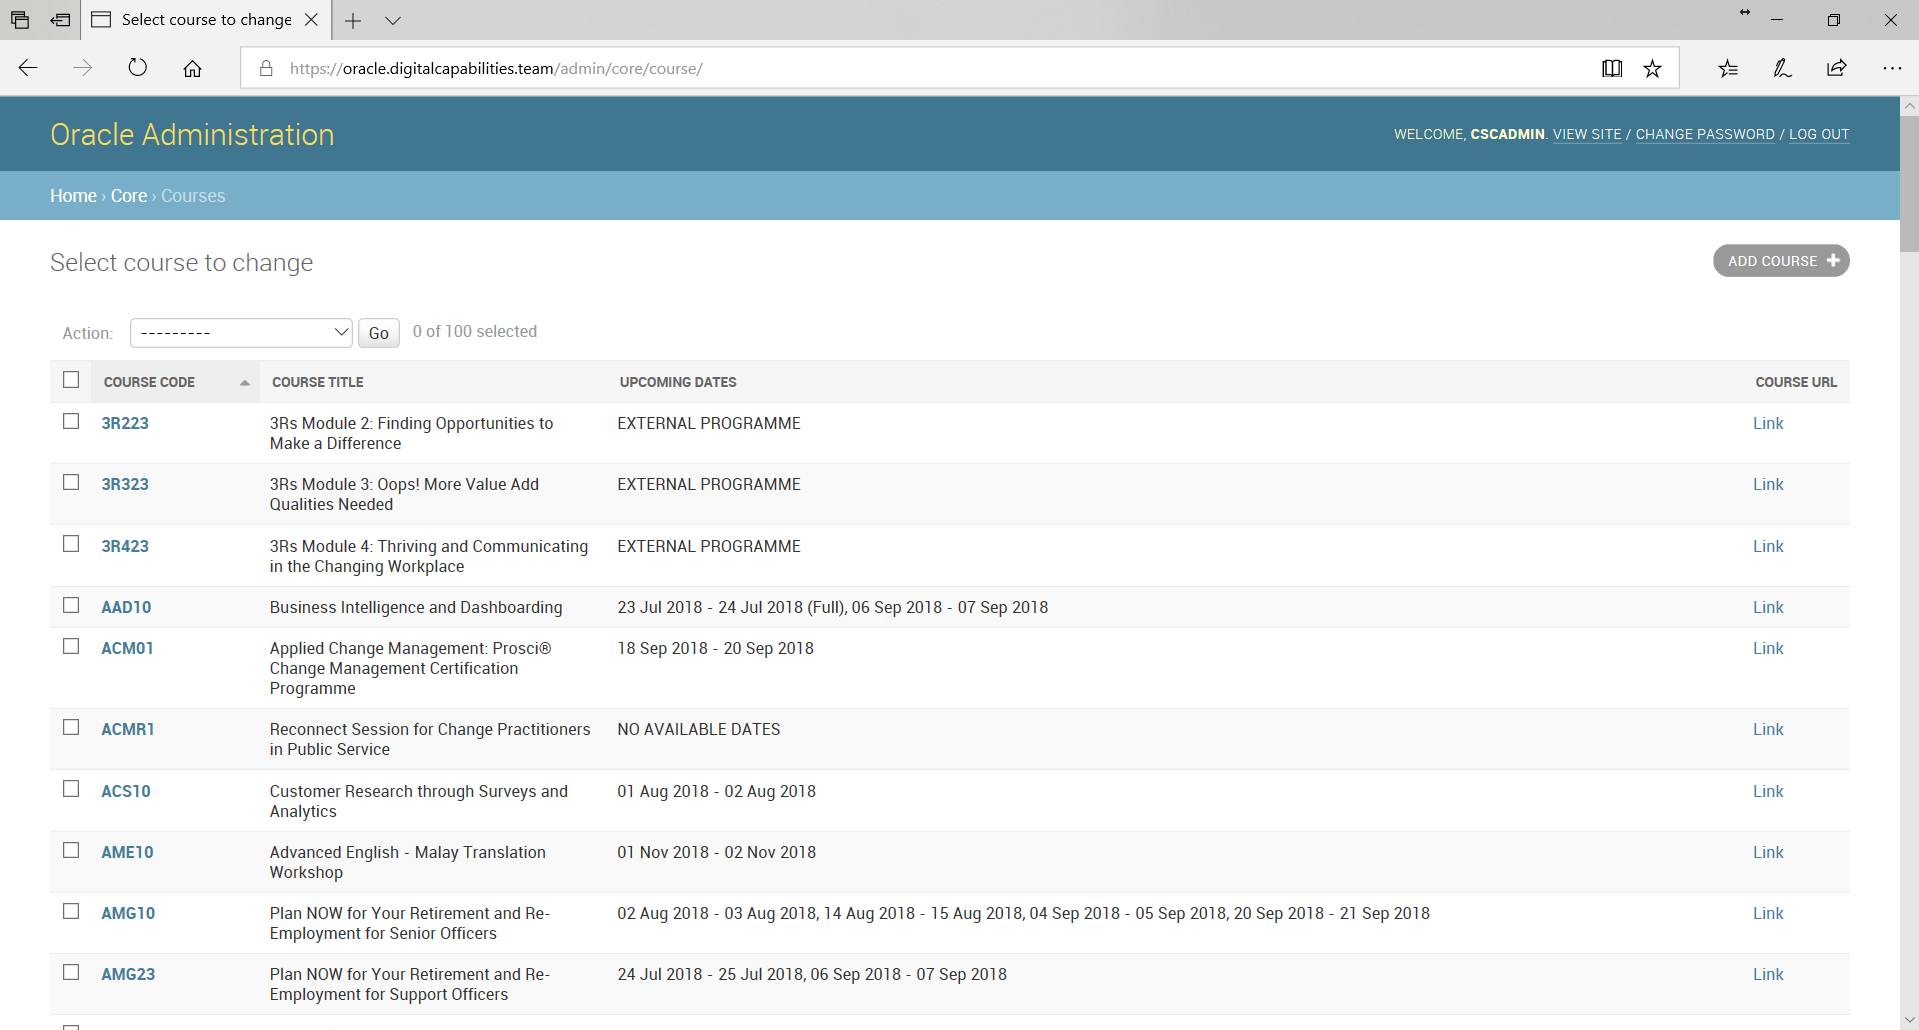 Select course to change
https://oracle.digitalcapabilities.team/admin/core/course/
Oracle Administration
WELCOME, CSCADMIN. VIEW SITE / CHANGE PASSWORD / LOG OUT
Home › Core › Courses
Select course to change
ADD COURSE +
Action: --------- Go 0 of 100 selected
COURSE CODE COURSE TITLE UPCOMING DATES COURSE URL
3R223 3Rs Module 2: Finding Opportunities to EXTERNAL PROGRAMME Link
Make a Difference
3R323 3Rs Module 3: Oops! More Value Add EXTERNAL PROGRAMME Link
Qualities Needed
3R423 3Rs Module 4: Thriving and Communicating EXTERNAL PROGRAMME Link
in the Changing Workplace
AAD10 Business Intelligence and Dashboarding 23 Jul 2018 - 24 Jul 2018 (Full), 06 Sep 2018 - 07 Sep 2018 Link
ACM01 Applied Change Management: Prosci® 18 Sep 2018 - 20 Sep 2018 Link
Change Management Certification
Programme
ACMR1 Reconnect Session for Change Practitioners NO AVAILABLE DATES Link
in Public Service
ACS10 Customer Research through Surveys and 01 Aug 2018 - 02 Aug 2018 Link
Analytics
AME10 Advanced English - Malay Translation 01 Nov 2018 - 02 Nov 2018 Link
Workshop
AMG10 Plan NOW for Your Retirement and Re- 02 Aug 2018 - 03 Aug 2018, 14 Aug 2018 - 15 Aug 2018, 04 Sep 2018 - 05 Sep 2018, 20 Sep 2018 - 21 Sep 2018 Link
Employment for Senior Officers
AMG23 Plan NOW for Your Retirement and Re- 24 Jul 2018 - 25 Jul 2018, 06 Sep 2018 - 07 Sep 2018 Link
Employment for Support Officers